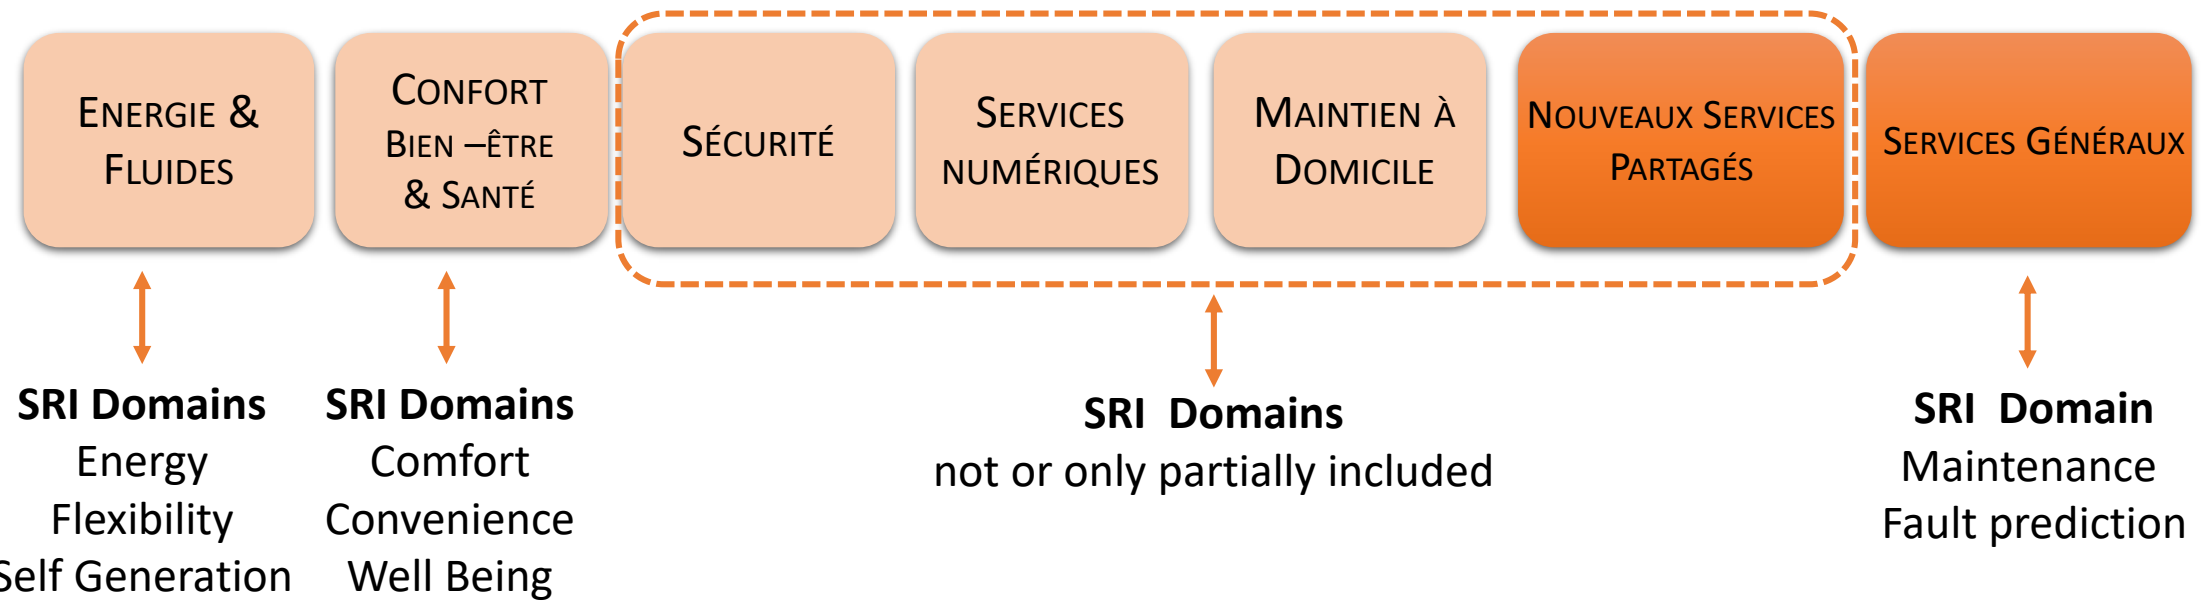 ENERGIE &
FLUIDES
CONFORT
BIEN –ÊTRE
& SANTÉ
SÉCURITÉ
SERVICES
NUMÉRIQUES
MAINTIEN À
DOMICILE
NOUVEAUX SERVICES
PARTAGÉS
SERVICES GÉNÉRAUX
SRI Domains
Energy
Flexibility
Self Generation
SRI Domains
Comfort
Convenience
Well Being
SRI Domains
not or only partially included
SRI Domain
Maintenance
Fault prediction